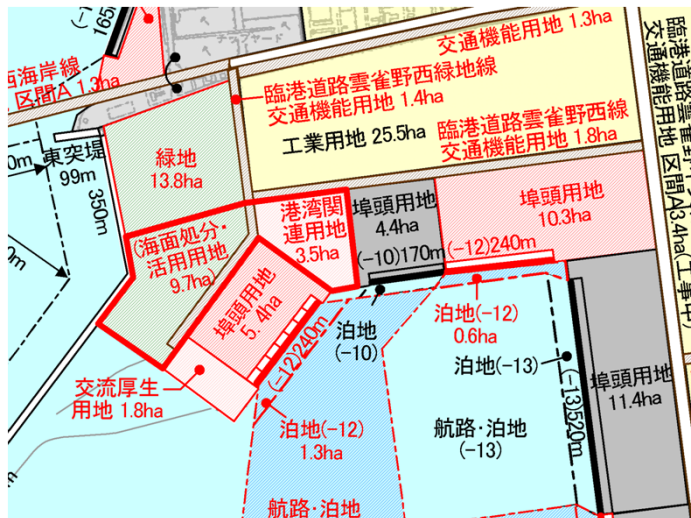 165m
チップヤード
西海岸線
区間A 1.3ha
交通機能用地 1.3ha
臨港道路雲雀野西緑地線
交通機能用地 1.4ha
工業用地 25.5ha
臨港道路雲雀野西線
交通機能用地 1.8ha
交通機能用地 区間A3.4ha(工事中)
東突堤
99m
350m
緑地
13.8ha
(海面処分・
活用用地
9.7ha)
港湾関
連用地
3.5ha
埠頭用地
4.4ha
(-10)170m
埠頭用地
10.3ha
(-12)240m
埠頭用地
5.4ha
(-12)240m
泊地
(-10)
泊地(-12)
0.6ha
泊地(-13)
(-13)520m
埠頭用地
11.4ha
交流厚生
用地 1.8ha
泊地(-12)
1.3ha
航路・泊地
(-13)
航路・泊地